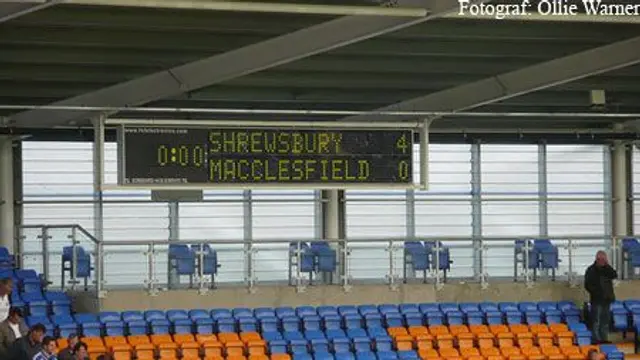 Fotograf: Ollie Warner
0:00
SHREWSBURY 4
MACCLESFIELD 0